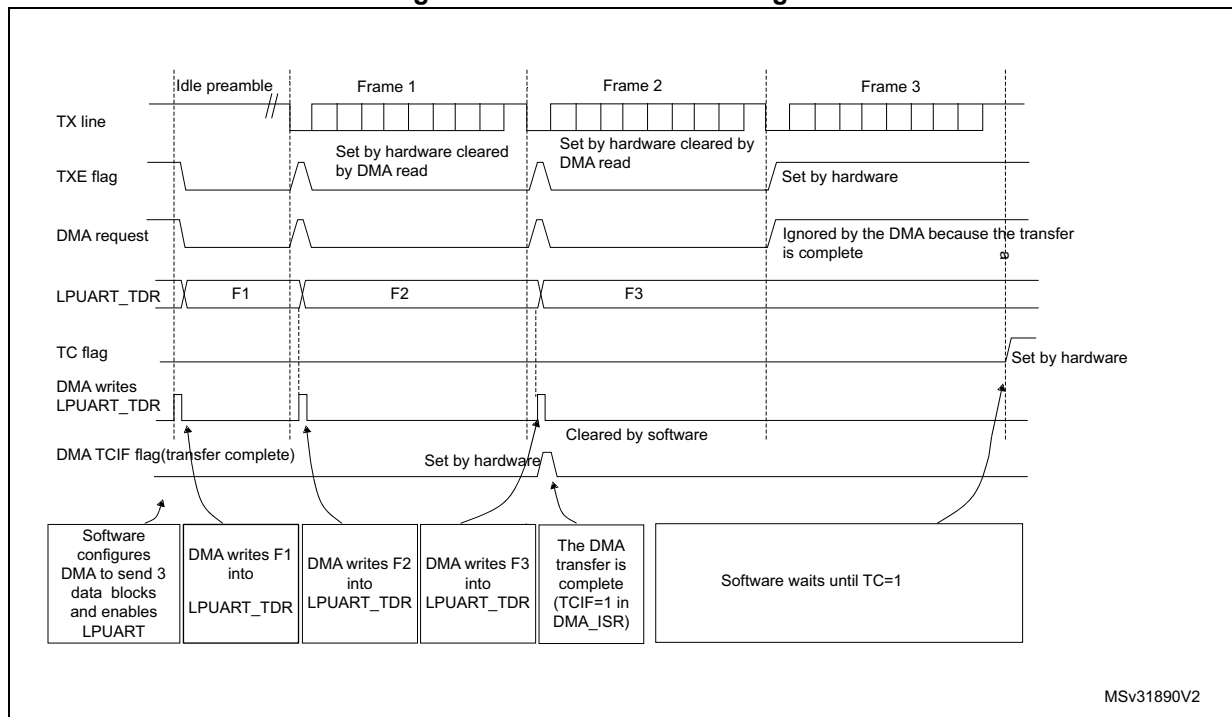 Idle preamble
Frame 1
Frame 2
Frame 3
TX line
Set by hardware cleared
by DMA read
Set by hardware cleared by
DMA read
TXE flag
Set by hardware
DMA request
Ignored by the DMA because the transfer
is complete
a
LPUART_TDR
F1
F2
F3
TC flag
Set by hardware
DMA writes
LPUART_TDR
Cleared by software
DMA TCIF flag(transfer complete)
Set by hardware
Software
configures
DMA to send 3
data blocks
and enables
LPUART
DMA writes F1
into
LPUART_TDR
DMA writes F2
into
LPUART_TDR
DMA writes F3
into
LPUART_TDR
The DMA
transfer is
complete
(TCIF=1 in
DMA_ISR)
Software waits until TC=1
MSv31890V2